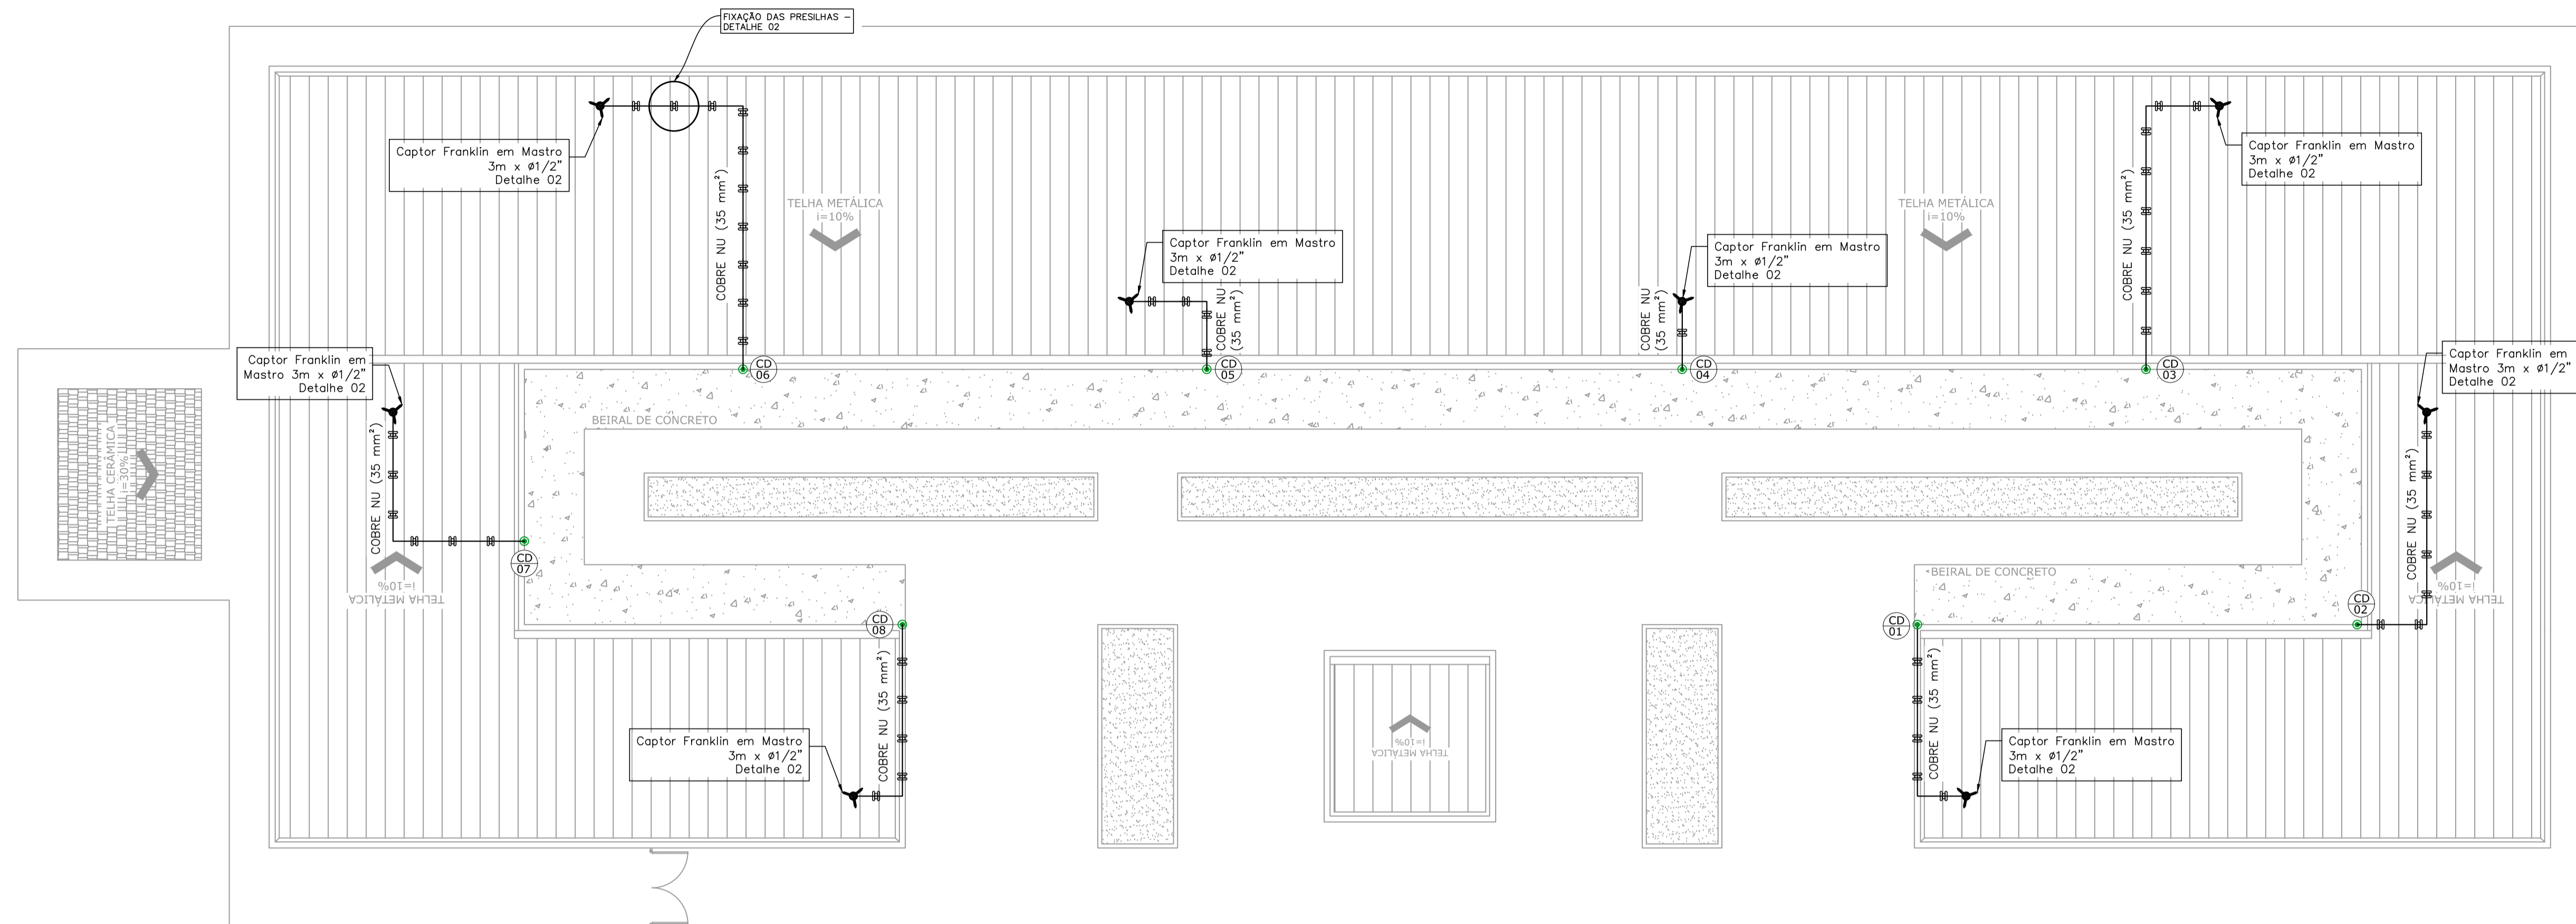 FIXAÇÃO DAS PRESILHAS –
DETALHE 02
Captor Franklin em Mastro
3m x ø1/2"
Detalhe 02
COBRE NU (35 mm²)
TELHA METÁLICA
i=10%
Captor Franklin em Mastro
3m x ø1/2"
Detalhe 02
COBRE NU
(35 mm²)
Captor Franklin em Mastro
3m x ø1/2"
Detalhe 02
COBRE NU
(35 mm²)
TELHA METÁLICA
i=10%
COBRE NU (35 mm²)
Captor Franklin em Mastro
3m x ø1/2"
Detalhe 02
Captor Franklin em
Mastro 3m x ø1/2"
Detalhe 02
CD
06
CD
05
CD
04
CD
03
Captor Franklin em
Mastro 3m x ø1/2"
Detalhe 02
TELHA CERÂMICA
i=30%
COBRE NU (35 mm²)
BEIRAL DE CONCRETO
CD
07
TELHA METÁLICA
i=10%
BEIRAL DE CONCRETO
COBRE NU (35 mm²)
TELHA METÁLICA
i=10%
CD
08
CD
01
CD
02
COBRE NU (35 mm²)
Captor Franklin em Mastro
3m x ø1/2"
Detalhe 02
TELHA METÁLICA
i=10%
COBRE NU (35 mm²)
Captor Franklin em Mastro
3m x ø1/2"
Detalhe 02